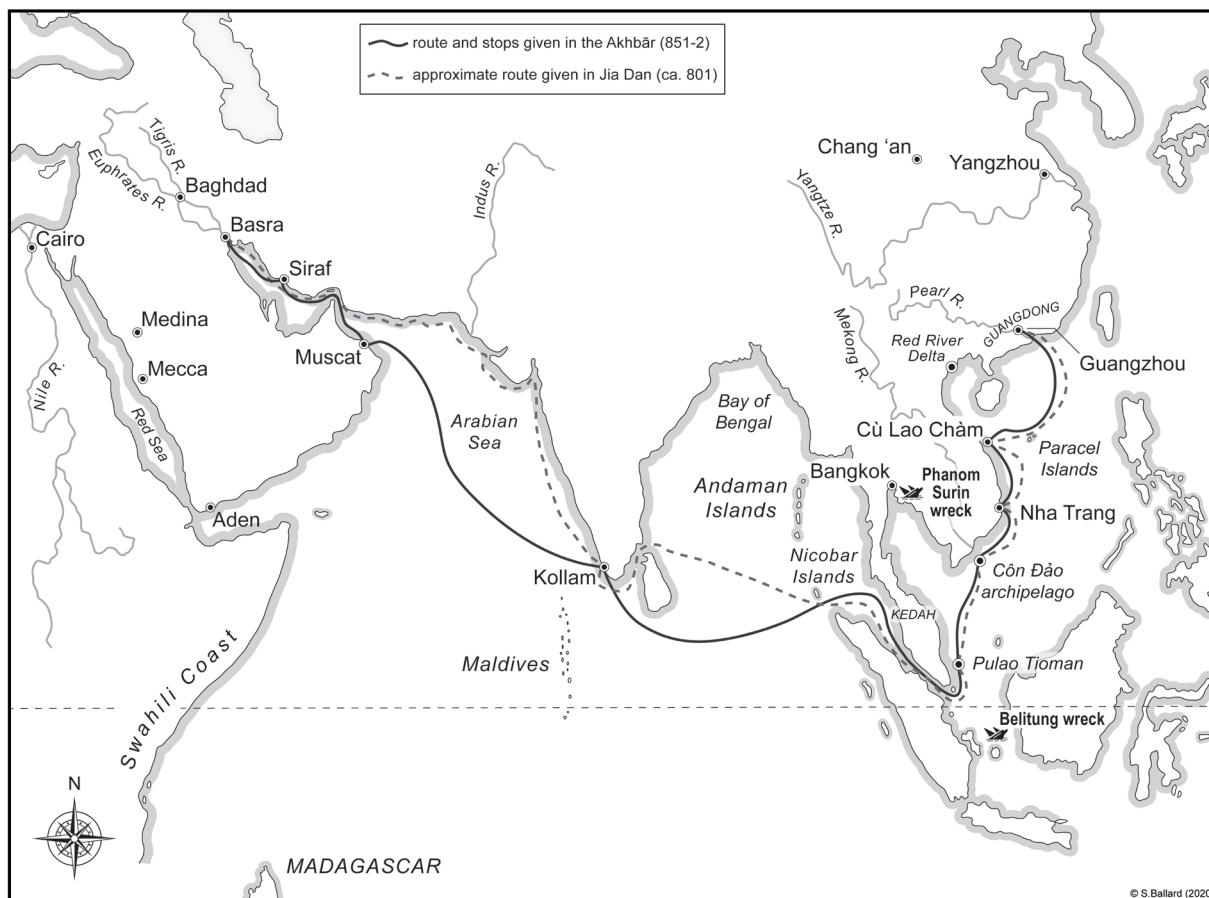 route and stops given in the Akhbār (851-2)
approximate route given in Jia Dan (ca. 801)
Tigris R.
Euphrates R.
Baghdad
Basra
Cairo
Siraf
Medina
Mecca
Muscat
Nile R.
Red Sea
Aden
Indus R.
Arabian
Sea
Chang ‘an
Yangzhou
Yangtze R.
Pearl R.
GUANGDONG
Mekong R.
Red River
Delta
Guangzhou
Bay of
Bengal
Cù Lao Chàm
Paracel
Islands
Bangkok
Phanom
Surin
wreck
Andaman
Islands
Nha Trang
Nicobar
Islands
Côn Đảo
archipelago
Kollam
KEDAH
Maldives
Pulao Tioman
Swahili Coast
Belitung wreck
N
MADAGASCAR
© S.Ballard (2020